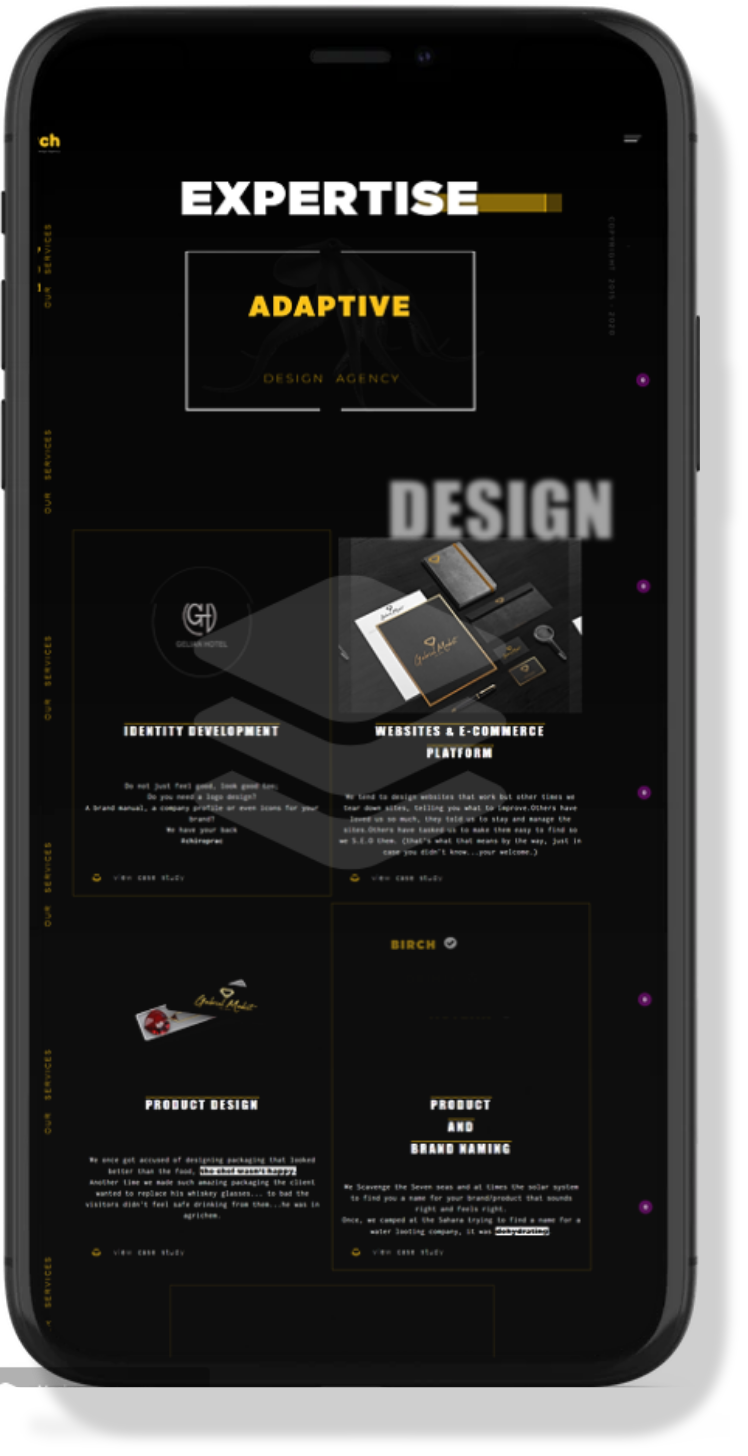 ch
EXPERTISE
ADAPTIVE
DESIGN AGENCY
COPYRIGHT 2015 - 2020
OUR SERVICES
OUR SERVICES
OUR SERVICES
OUR SERVICES
OUR SERVICES
SERVICES
DESIGN
GH
IDENTITY DEVELOPMENT
Do not just feel good, look good too;
Do you need a logo design?
A brand manual, a company profile or even icons for your
brand?
We have your back
#chiroprac
view case study
WEBSITES & E-COMMERCE
PLATFORM
We tend to design websites that work but other times we
tear down sites, telling you what to improve.Others have
loved us so much, they told us to stay and manage the
sites.Others have tasked us to make them easy to find so
we S.E.O them. (that's what that means by the way, just in
case you didn't know...your welcome.)
view case study
PRODUCT DESIGN
We once got accused of designing packaging that looked
better than the food, the chef wasn't happy.
Another time we made such amazing packaging the client
wanted to replace his whiskey glasses... to bad the
visitors didn't feel safe drinking from them...he was in
agrichem.
view case study
BIRCH
PRODUCT
AND
BRAND NAMING
We Scavenge the Seven seas and at times the solar system
to find you a name for your brand/product that sounds
right and feels right.
Once, we camped at the Sahara trying to find a name for a
water looting company, it was dehydrating
view case study